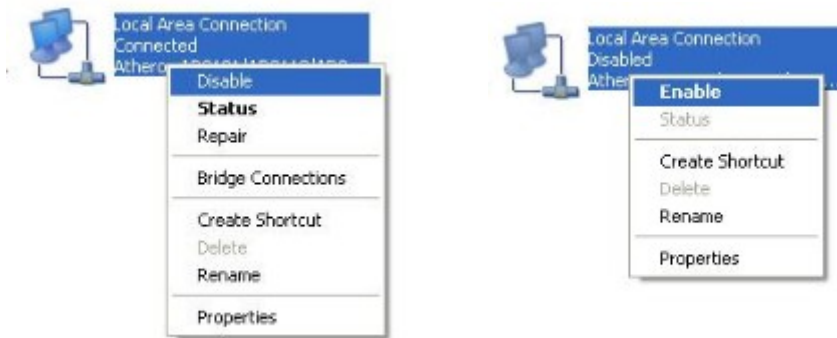 Local Area Connection
Connected
Disable
Status
Repair
Bridge Connections
Create Shortcut
Delete
Rename
Properties
Local Area Connection
Disabled
Enable
Status
Create Shortcut
Delete
Rename
Properties